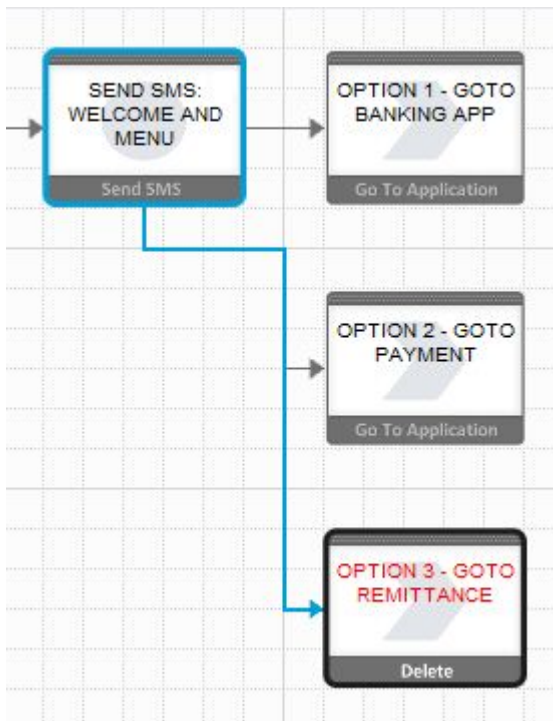 SEND SMS:
WELCOME AND
MENU
Send SMS
OPTION 1 - GOTO
BANKING APP
Go To Application
OPTION 2 - GOTO
PAYMENT
Go To Application
OPTION 3 - GOTO
REMITTANCE
Delete